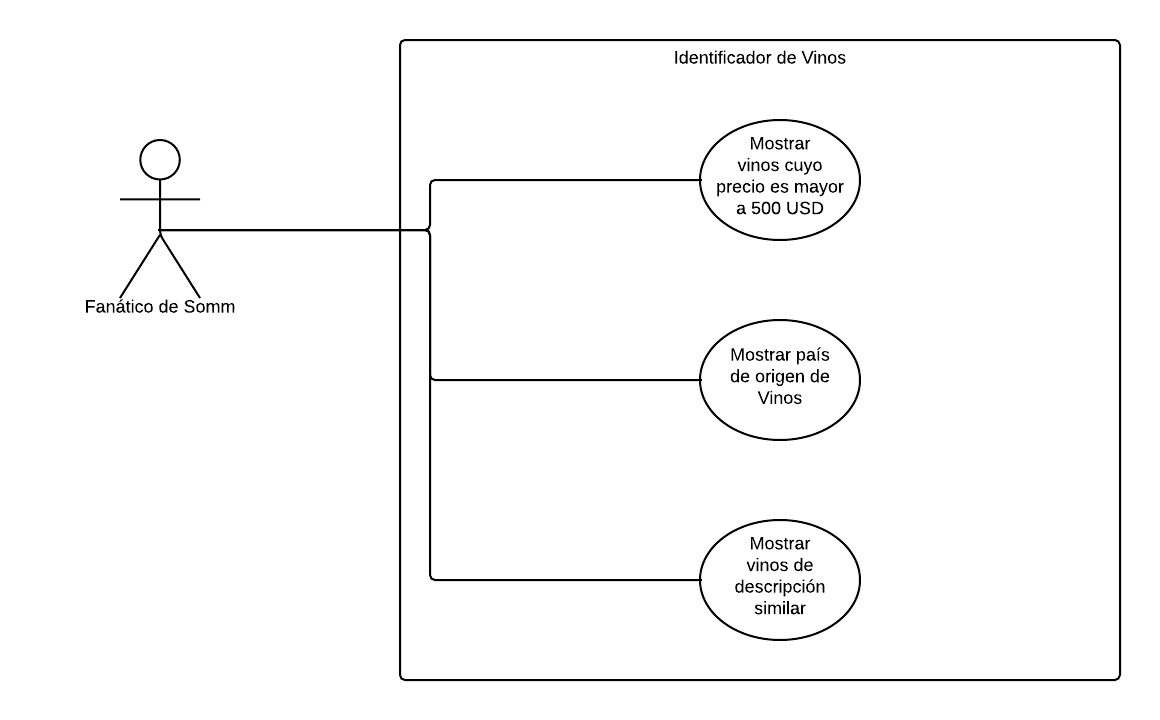 Identificador de Vinos
Mostrar
vinos cuyo
precio es mayor
a 500 USD
Fanático de Somm
Mostrar país
de origen de
Vinos
Mostrar
vinos de
descripción
similar